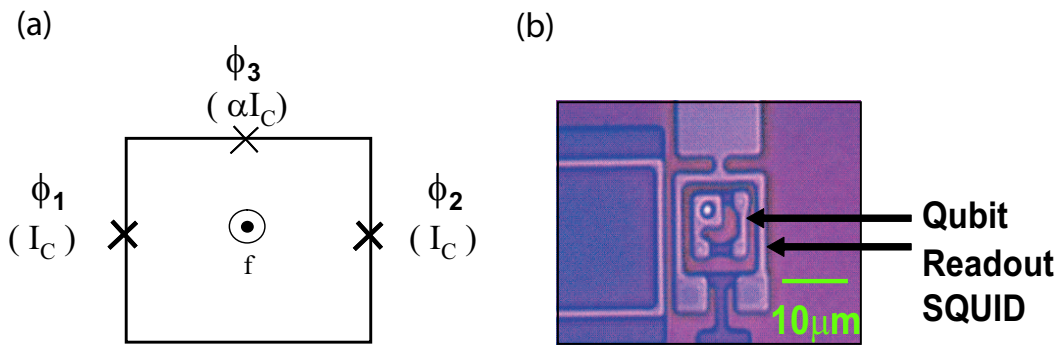 (a)
ϕ3
( αIC)
ϕ1
( IC )
ϕ2
( IC )
f
(b)
Qubit
Readout
SQUID
10μm